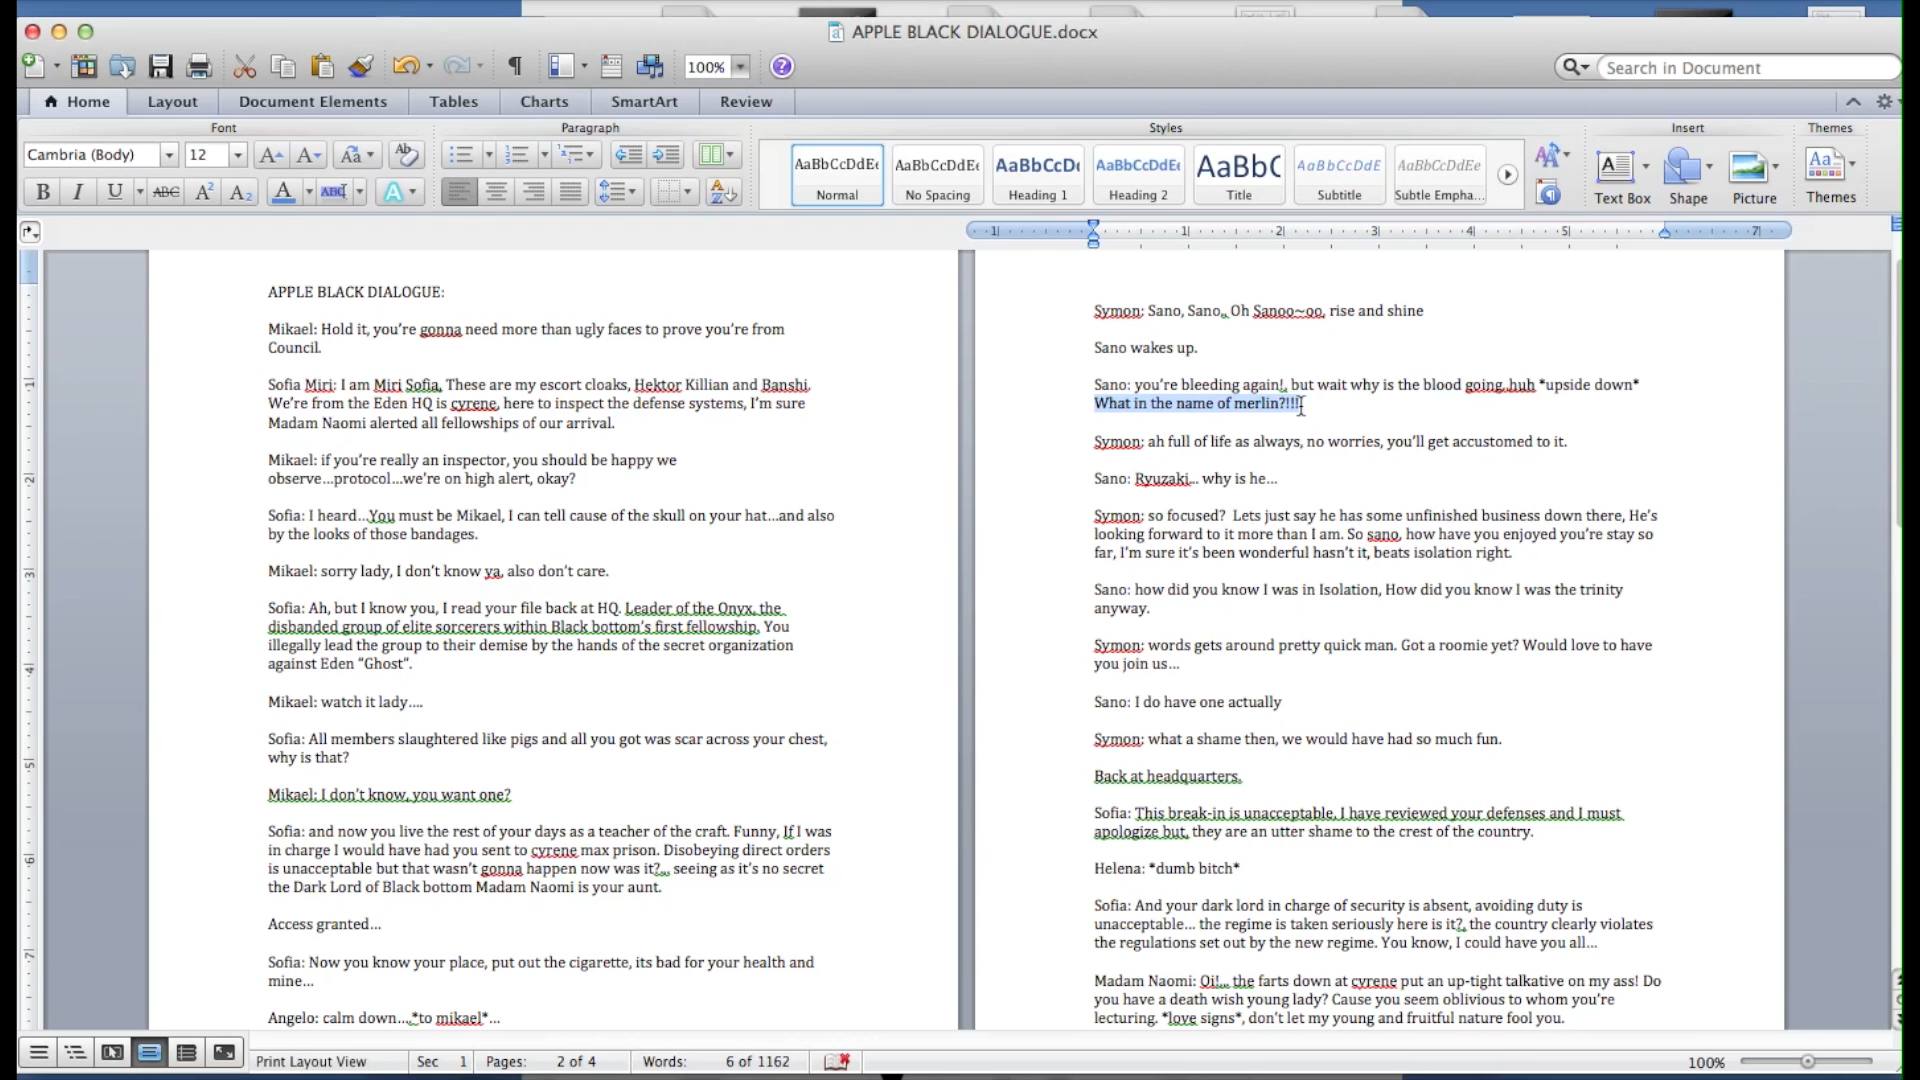 APPLE BLACK DIALOGUE.docx
100%
Search in Document
Home
Layout
Document Elements
Tables
Charts
SmartArt
Review
Font
Paragraph
Styles
Insert
Themes
Cambria (Body)
12
AaBbCcDdEe
Normal
AaBbCcDdEe
No Spacing
AaBbCcDc
Heading 1
AaBbCcDdEe
Heading 2
AaBbC
Title
AaBbCcDdE
Subtitle
AaBbCcDdEe
Subtle Empha...
Text Box
Shape
Picture
Themes
APPLE BLACK DIALOGUE:
Mikael: Hold it, you’re gonna need more than ugly faces to prove you’re from
Council.
Sofia Miri: I am Miri Sofia, These are my escort cloaks, Hektor Killian and Banshi.
We’re from the Eden HQ is cyrene, here to inspect the defense systems, I’m sure
Madam Naomi alerted all fellowships of our arrival.
Mikael: if you’re really an inspector, you should be happy we
observe…protocol…we’re on high alert, okay?
Sofia: I heard…You must be Mikael, I can tell cause of the skull on your hat…and also
by the looks of those bandages.
Mikael: sorry lady, I don’t know ya, also don’t care.
Sofia: Ah, but I know you, I read your file back at HQ. Leader of the Onyx, the
disbanded group of elite sorcerers within Black bottom’s first fellowship, You
illegally lead the group to their demise by the hands of the secret organization
against Eden “Ghost”.
Mikael: watch it lady….
Sofia: All members slaughtered like pigs and all you got was scar across your chest,
why is that?
Mikael: I don’t know, you want one?
Sofia: and now you live the rest of your days as a teacher of the craft. Funny, If I was
in charge I would have had you sent to cyrene max prison. Disobeying direct orders
is unacceptable but that wasn’t gonna happen now was it?... seeing as it’s no secret
the Dark Lord of Black bottom Madam Naomi is your aunt.
Access granted…
Sofia: Now you know your place, put out the cigarette, its bad for your health and
mine…
Angelo: calm down….*to mikael*…
Symon: Sano, Sano,, Oh Sanoo~oo, rise and shine
Sano wakes up.
Sano: you’re bleeding again!, but wait why is the blood going..huh *upside down*
What in the name of merlin?!!!!
Symon: ah full of life as always, no worries, you’ll get accustomed to it.
Sano: Ryuzaki… why is he…
Symon: so focused?  Lets just say he has some unfinished business down there, He’s
looking forward to it more than I am. So sano, how have you enjoyed you’re stay so
far, I’m sure it’s been wonderful hasn’t it, beats isolation right.
Sano: how did you know I was in Isolation, How did you know I was the trinity
anyway.
Symon: words gets around pretty quick man. Got a roomie yet? Would love to have
you join us…
Sano: I do have one actually
Symon: what a shame then, we would have had so much fun.
Back at headquarters.
Sofia: This break-in is unacceptable, I have reviewed your defenses and I must
apologize but, they are an utter shame to the crest of the country.
Helena: *dumb bitch*
Sofia: And your dark lord in charge of security is absent, avoiding duty is
unacceptable… the regime is taken seriously here is it?, the country clearly violates
the regulations set out by the new regime. You know, I could have you all…
Madam Naomi: Oi!... the farts down at cyrene put an up-tight talkative on my ass! Do
you have a death wish young lady? Cause you seem oblivious to whom you’re
lecturing. *love signs*, don’t let my young and fruitful nature fool you.
Print Layout View
Sec 1
Pages: 2 of 4
Words: 6 of 1162
100%